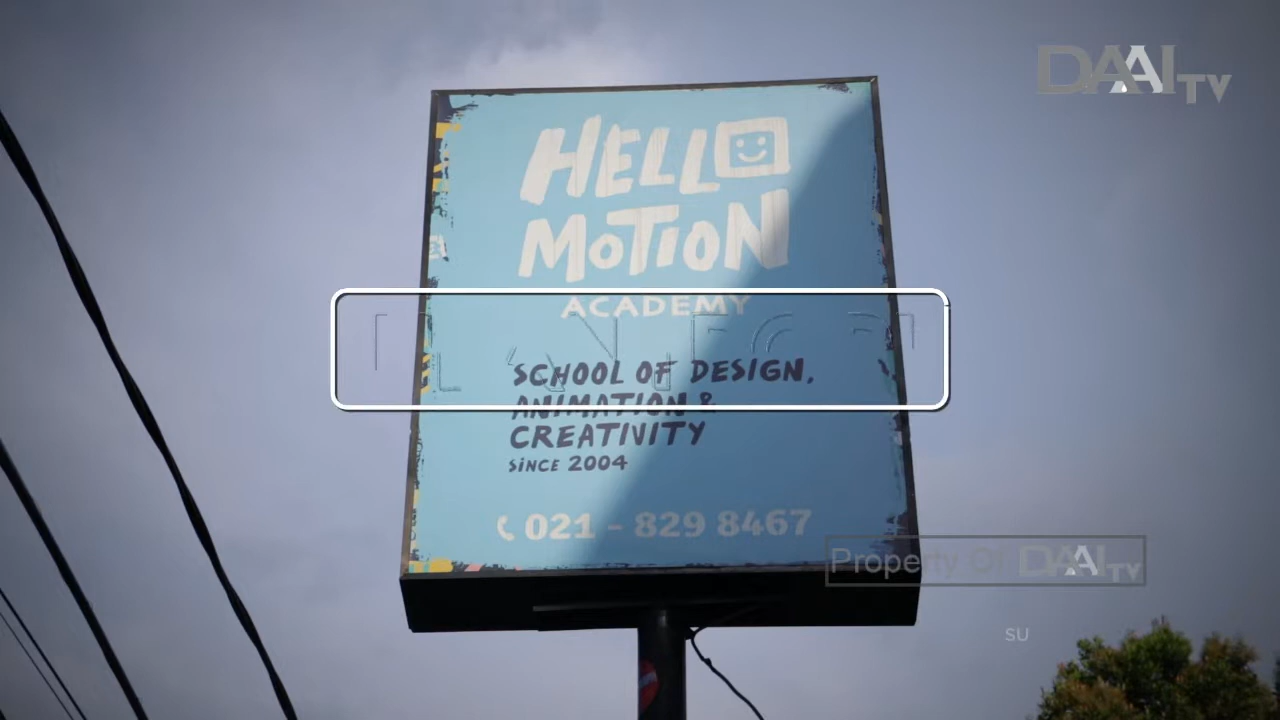 DAAI TV
HELLO
MOTION
ACADEMY
SCHOOL OF DESIGN,
ANIMATION &
CREATIVITY
SINCE 2004
021 - 829 8467
Property Of DAAI TV
SU